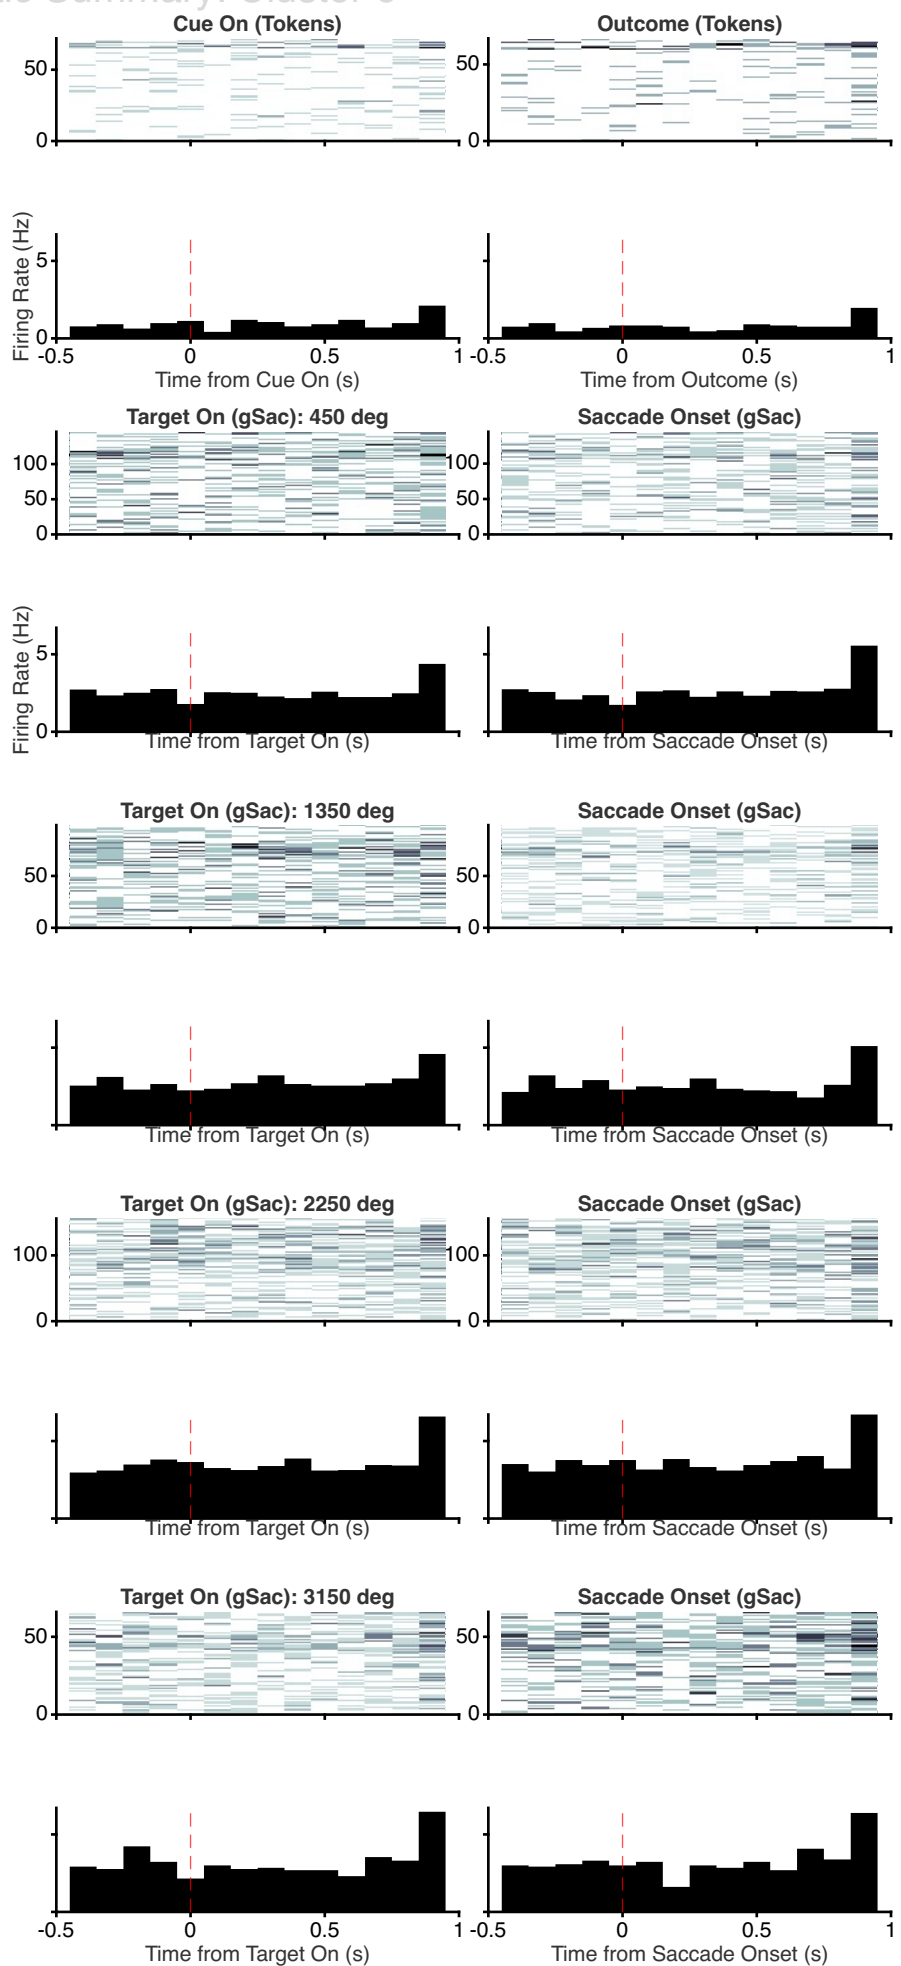 Summary: Cluster
Cue On (Tokens) Outcome (Tokens)
50 50
0 0
Firing Rate (Hz)
5
0
-0.5 0 0.5 1 -0.5 0 0.5 1
Time from Cue On (s) Time from Outcome (s)
Target On (gSac): 450 deg Saccade Onset (gSac)
100 100
50 50
0 0
Firing Rate (Hz)
5
0
Time from Target On (s) Time from Saccade Onset (s)
Target On (gSac): 1350 deg Saccade Onset (gSac)
50 50
0 0
Time from Target On (s) Time from Saccade Onset (s)
Target On (gSac): 2250 deg Saccade Onset (gSac)
100 100
0 0
Time from Target On (s) Time from Saccade Onset (s)
Target On (gSac): 3150 deg Saccade Onset (gSac)
50 50
0 0
-0.5 0 0.5 1 -0.5 0 0.5 1
Time from Target On (s) Time from Saccade Onset (s)